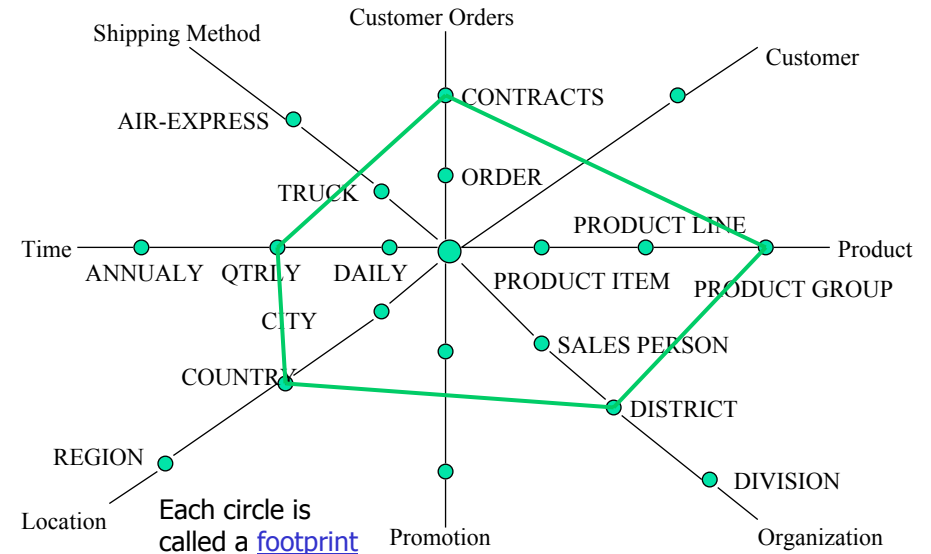 Customer Orders
Shipping Method
Customer
CONTRACTS
AIR-EXPRESS
ORDER
TRUCK
PRODUCT LINE
Time
Product
ANNUALY QTRLY DAILY
PRODUCT ITEM
PRODUCT GROUP
CITY
SALES PERSON
COUNTRY
DISTRICT
REGION
DIVISION
Location
Each circle is
called a footprint
Promotion
Organization